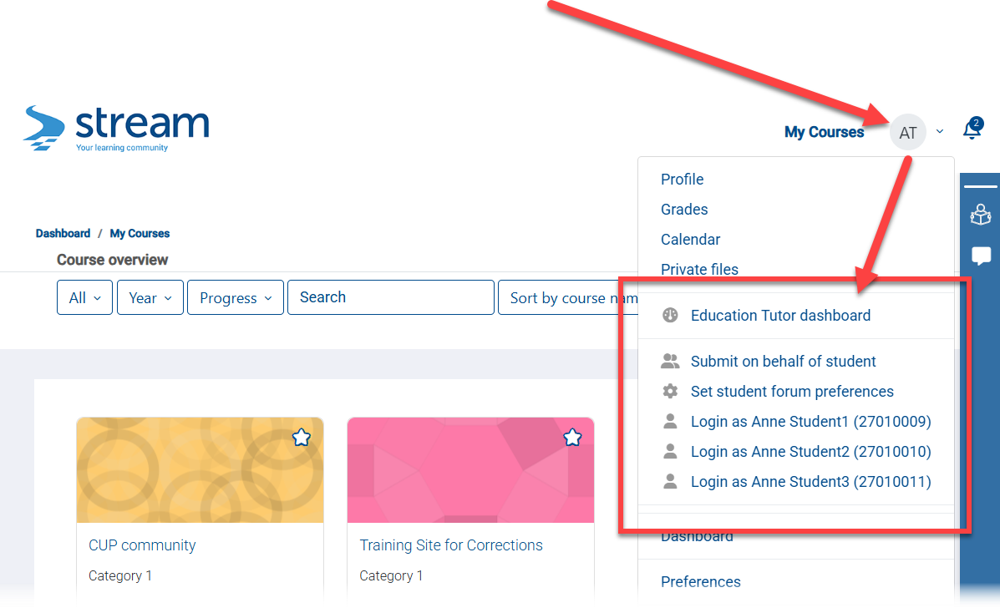 stream
Your learning community
My Courses
AT
2
Dashboard / My Courses
Course overview
All
Year
Progress
Search
Sort by course nam
Profile
Grades
Calendar
Private files
Education Tutor dashboard
Submit on behalf of student
Set student forum preferences
Login as Anne Student1 (27010009)
Login as Anne Student2 (27010010)
Login as Anne Student3 (27010011)
Dashboard
Preferences
CUP community
Category 1
Training Site for Corrections
Category 1